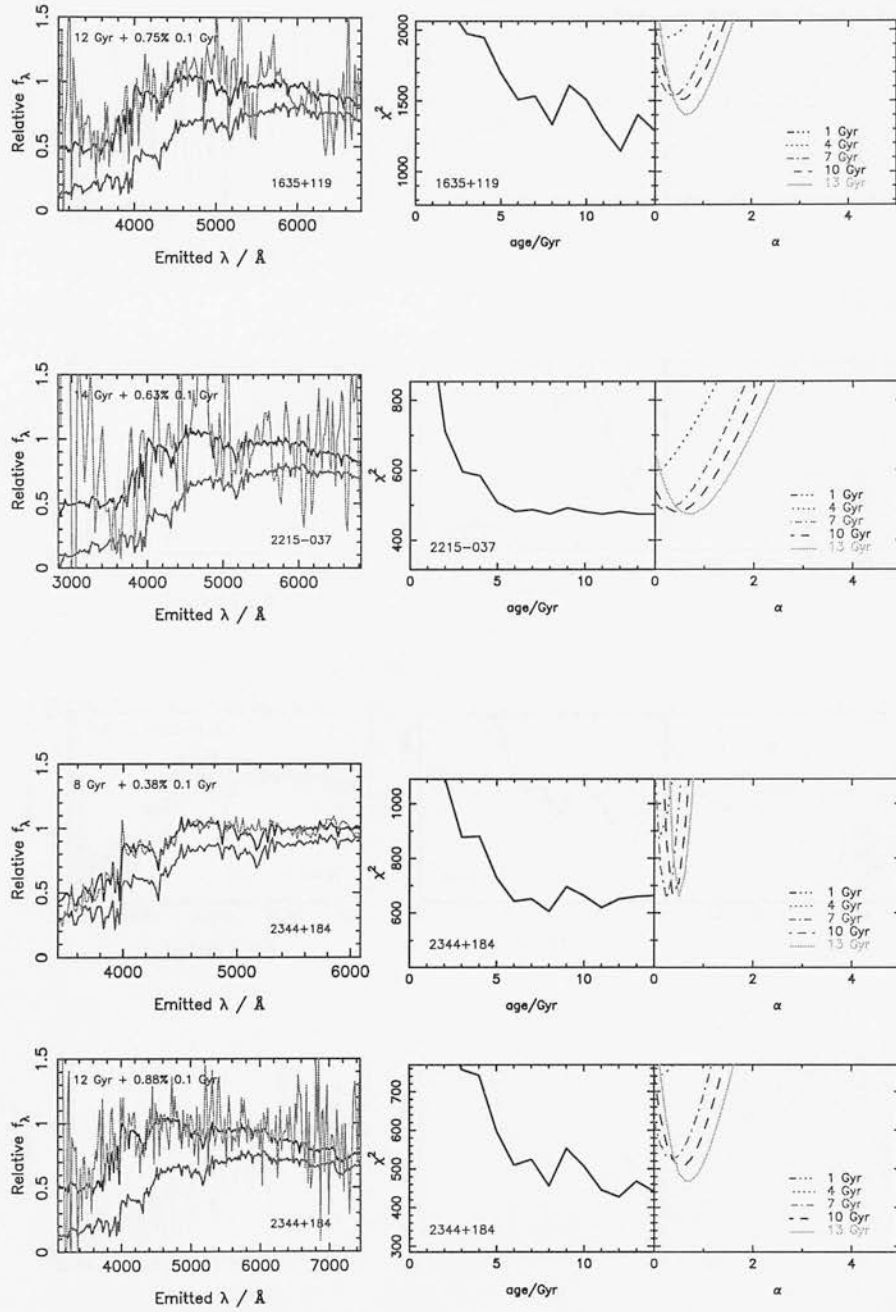 12 Gyr + 0.75% 0.1 Gyr
1635+119
Relative fλ
0 0.5 1 1.5
4000 5000 6000
Emitted λ / Å
1635+119
χ²
1000 1500 2000
0 5 10
age/Gyr
1 Gyr
4 Gyr
7 Gyr
10 Gyr
13 Gyr
0 2 4
α
14 Gyr + 0.63% 0.1 Gyr
2215−037
Relative fλ
0 0.5 1 1.5
3000 4000 5000 6000
Emitted λ / Å
2215−037
χ²
400 600 800
0 5 10
age/Gyr
1 Gyr
4 Gyr
7 Gyr
10 Gyr
13 Gyr
0 2 4
α
8 Gyr + 0.38% 0.1 Gyr
2344+184
Relative fλ
0 0.5 1 1.5
4000 5000 6000
Emitted λ / Å
2344+184
χ²
400 600 800 1000
0 5 10
age/Gyr
1 Gyr
4 Gyr
7 Gyr
10 Gyr
13 Gyr
0 2 4
α
12 Gyr + 0.88% 0.1 Gyr
2344+184
Relative fλ
0 0.5 1 1.5
4000 5000 6000 7000
Emitted λ / Å
2344+184
χ²
300 400 500 600 700
0 5 10
age/Gyr
1 Gyr
4 Gyr
7 Gyr
10 Gyr
13 Gyr
0 2 4
α